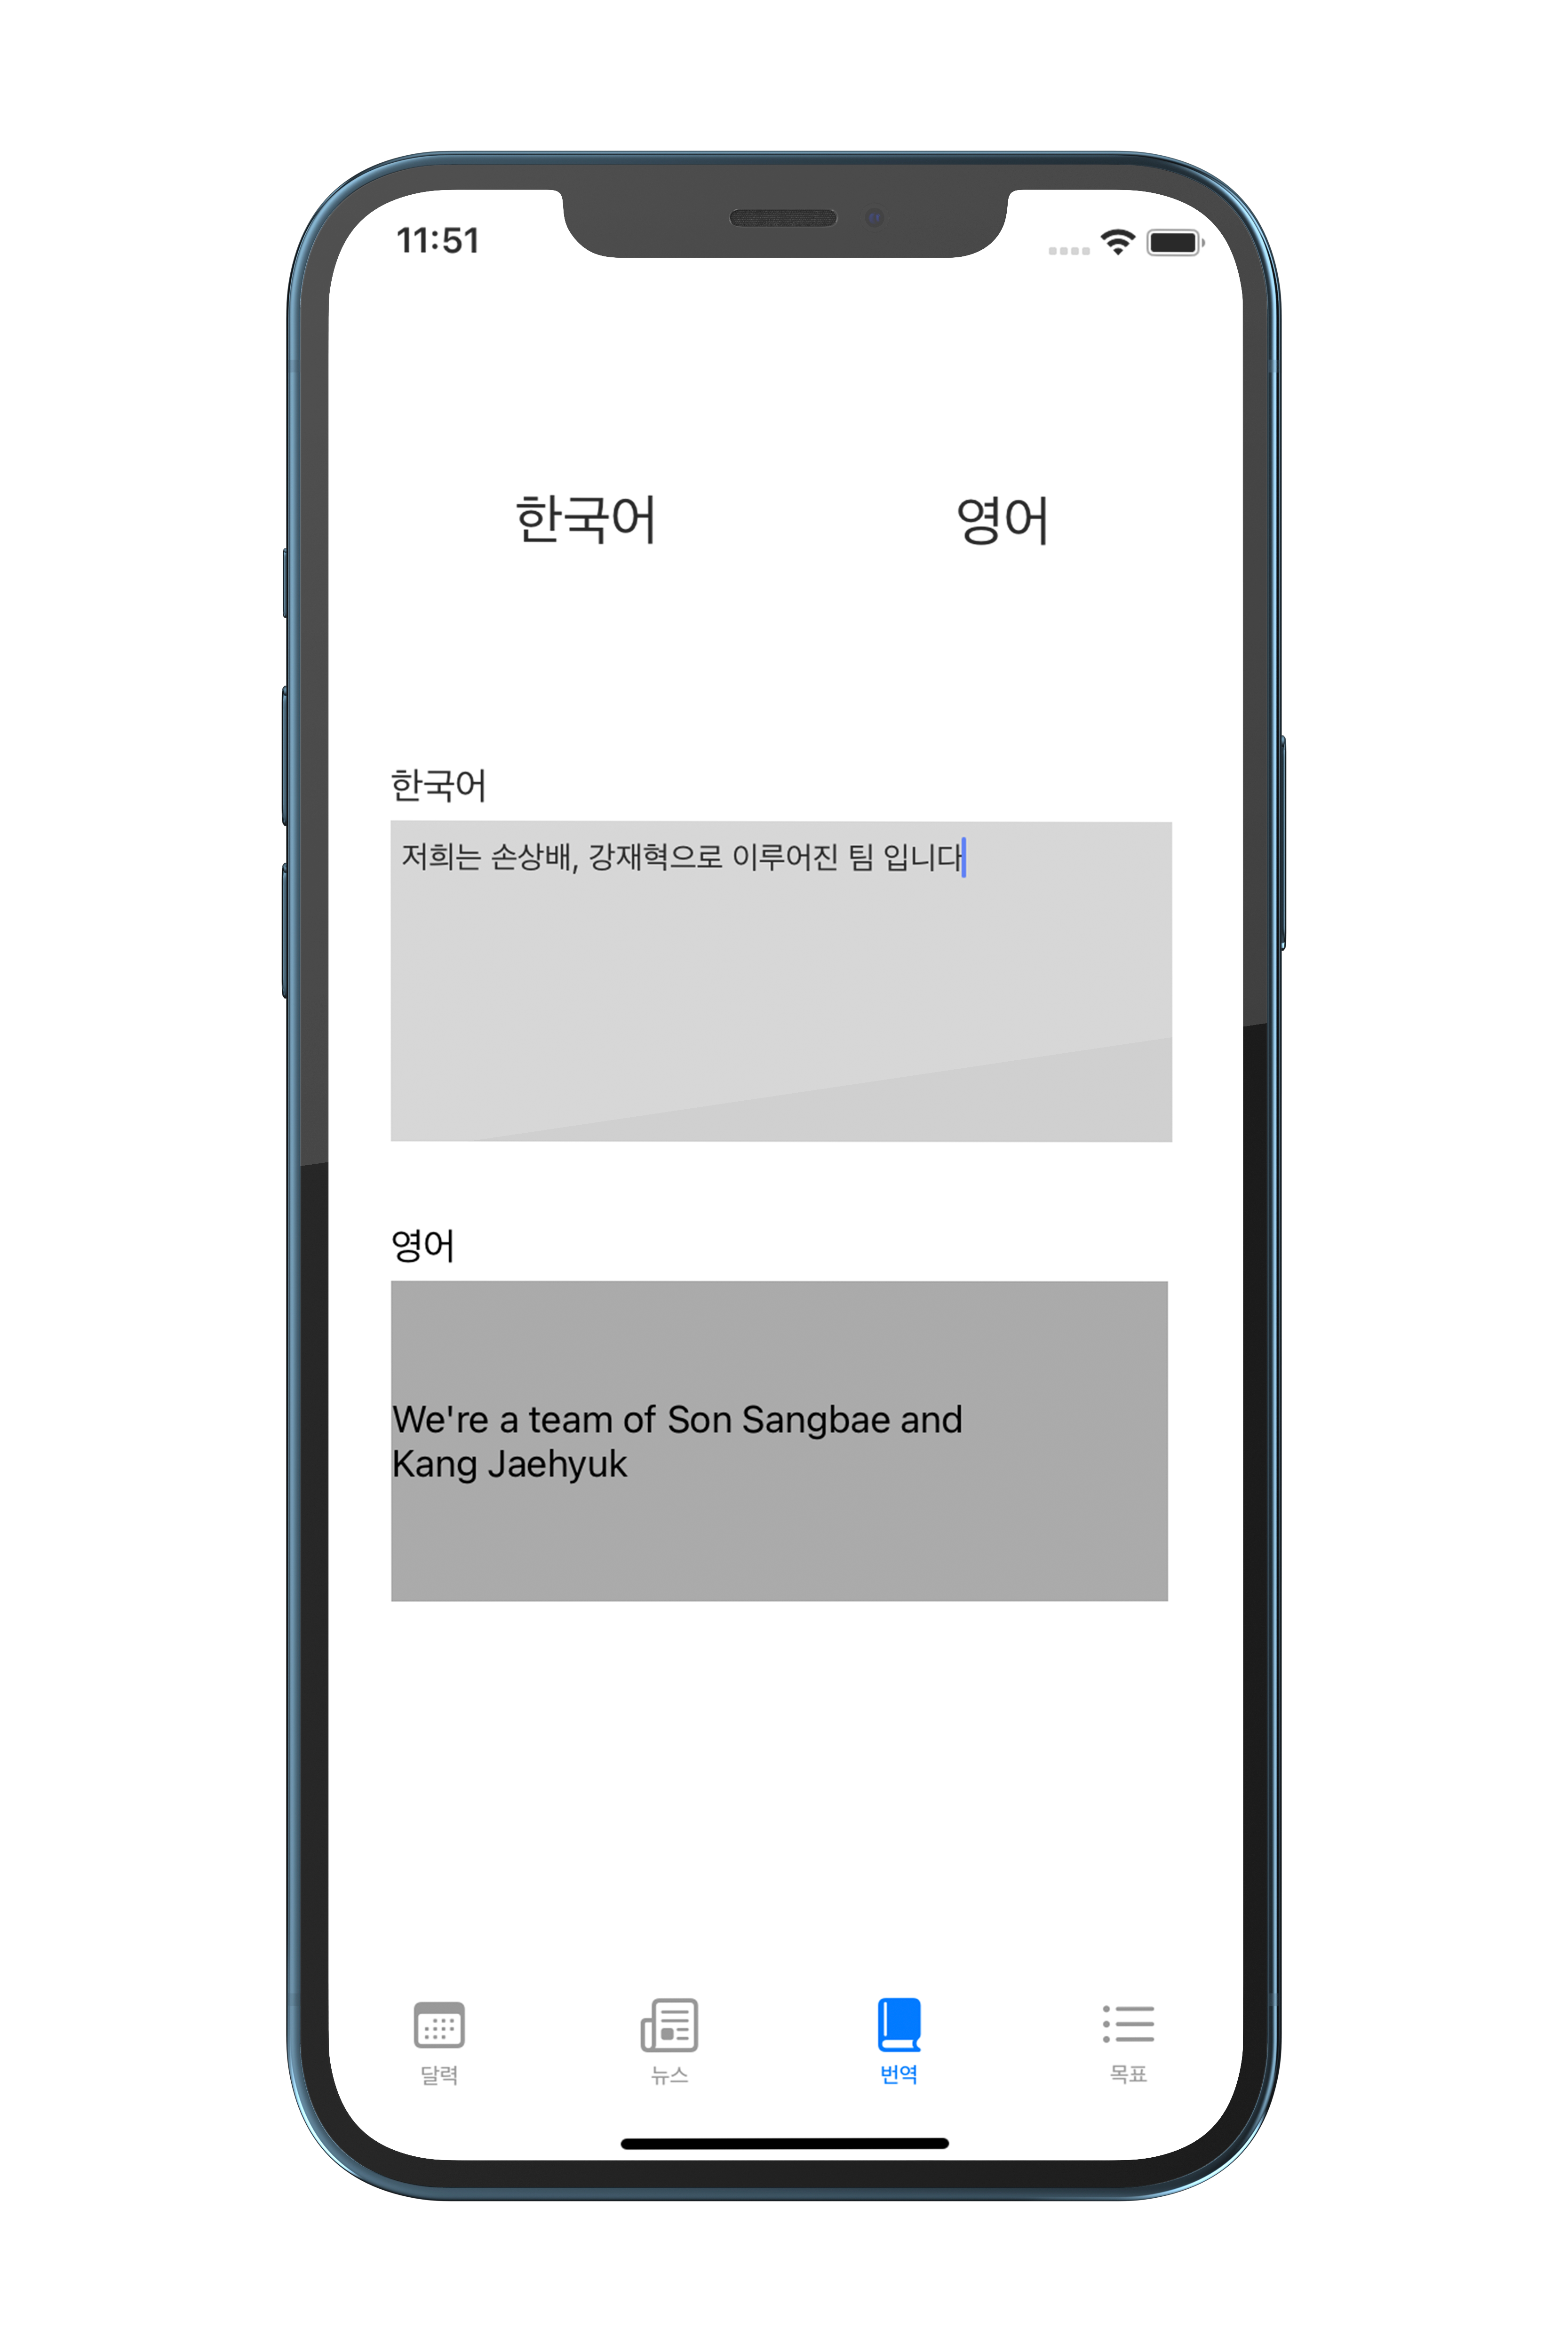 11:51
한국어 영어
한국어
저희는 손상배, 강재혁으로 이루어진 팀 입니다
영어
We're a team of Son Sangbae and
Kang Jaehyuk
달력 뉴스 번역 목표